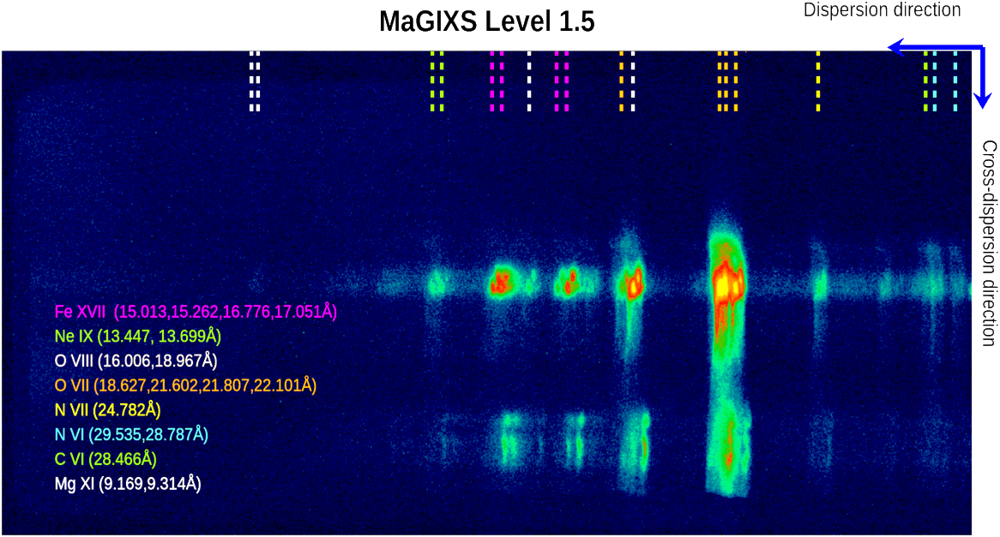 MaGIXS Level 1.5
Dispersion direction
Cross-dispersion direction
Fe XVII (15.013,15.262,16.776,17.051Å)
Ne IX (13.447, 13.699Å)
O VIII (16.006,18.967Å)
O VII (18.627,21.602,21.807,22.101Å)
N VII (24.782Å)
N VI (29.535,28.787Å)
C VI (28.466Å)
Mg XI (9.169,9.314Å)